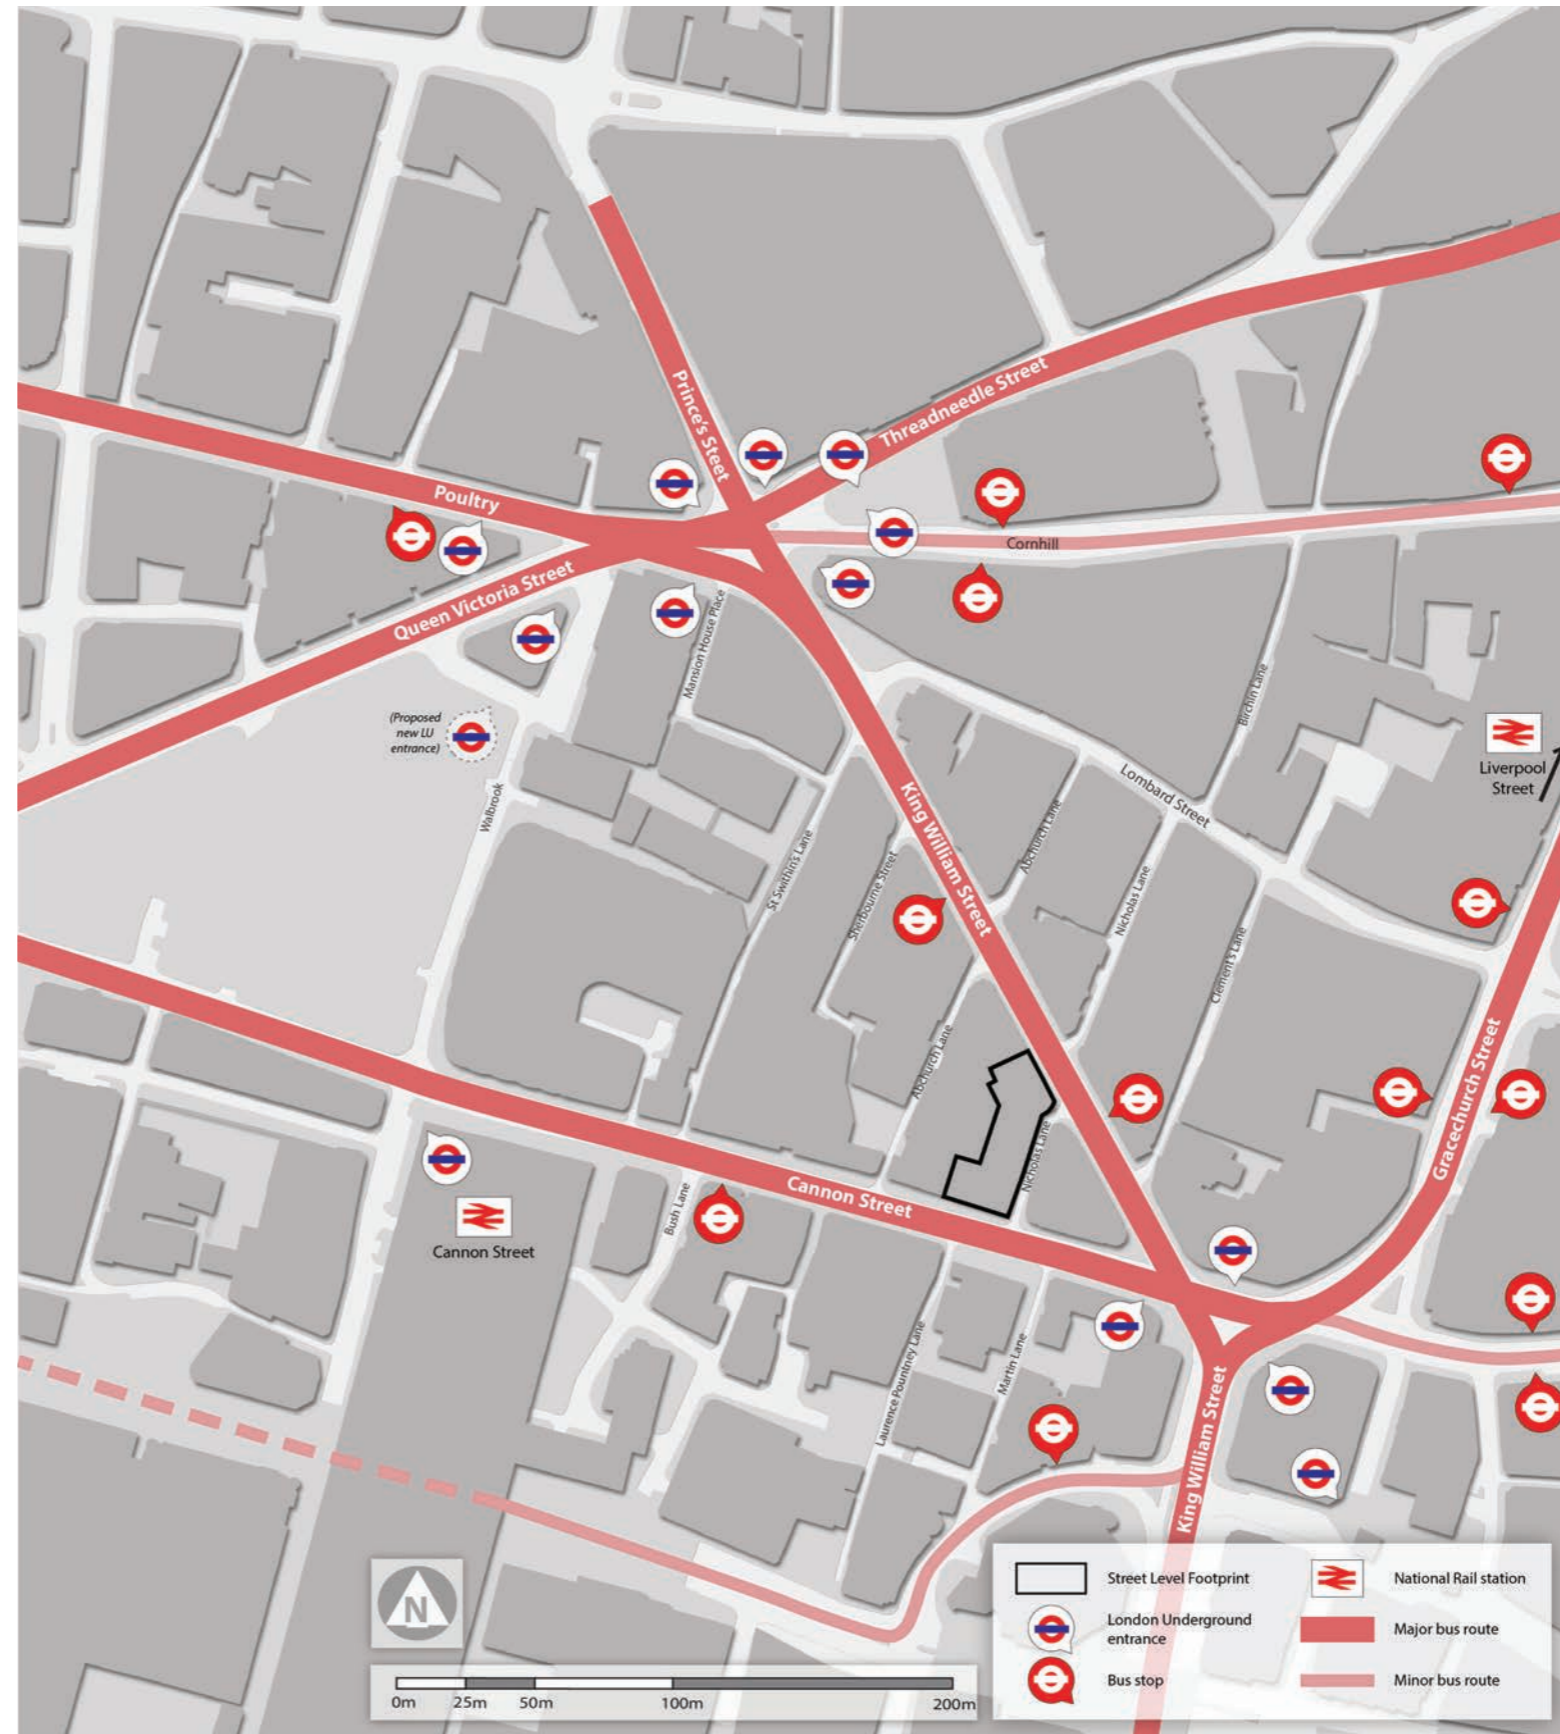 Prince's Steet
Threadneedle Street
Poultry
Cornhill
Queen Victoria Street
Mansion House Place
Birchin Lane
(Proposed
new LU
entrance)
Liverpool
Street
Walbrook
Lombard Street
King William Street
Abchurch Lane
St Swithin's Lane
Sherbourne Street
Nicholas Lane
Clement's Lane
Abchurch Lane
Gracechurch Street
Nicholas Lane
Cannon Street
Bush Lane
Cannon Street
Laurence Pountney Lane
Martin Lane
King William Street
N
0m 25m 50m 100m 200m
Street Level Footprint
London Underground
entrance
Bus stop
National Rail station
Major bus route
Minor bus route